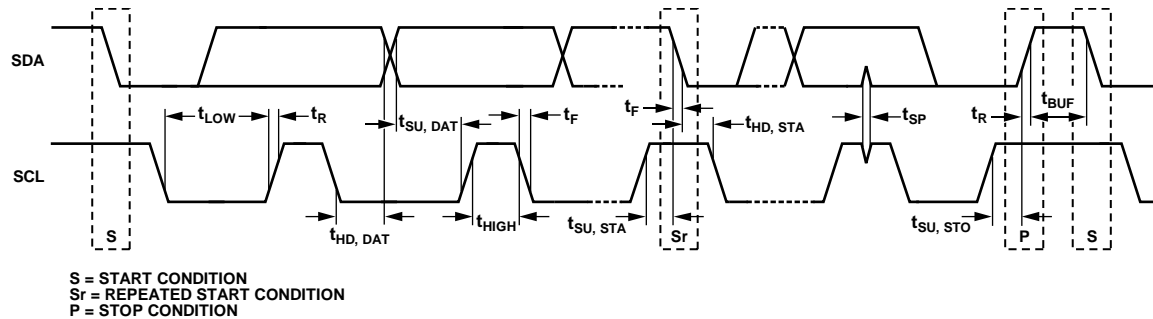 SDA
tLOW
tR
tSU, DAT
tF
tF
tHD, STA
tSP
tR
tBUF
SCL
tHD, DAT
tHIGH
tSU, STA
tSU, STO
S
Sr
P
S
S = START CONDITION
Sr = REPEATED START CONDITION
P = STOP CONDITION